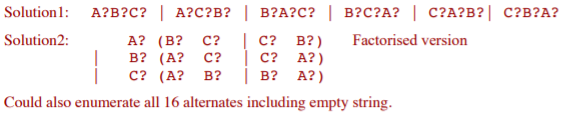 Solution1: A?B?C? | A?C?B? | B?A?C? | B?C?A? | C?A?B?| C?B?A?
Solution2: A? (B? C? | C? B?) Factorised version
| B? (A? C? | C? A?)
| C? (A? B? | B? A?)
Could also enumerate all 16 alternates including empty string.